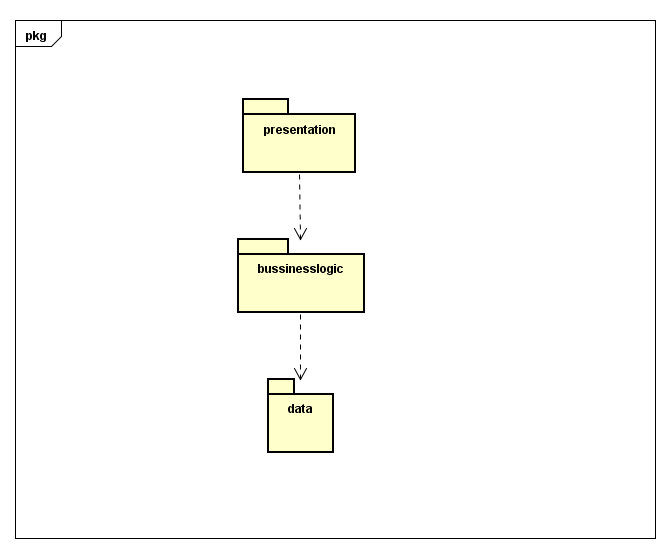 pkg
presentation
bussinesslogic
data